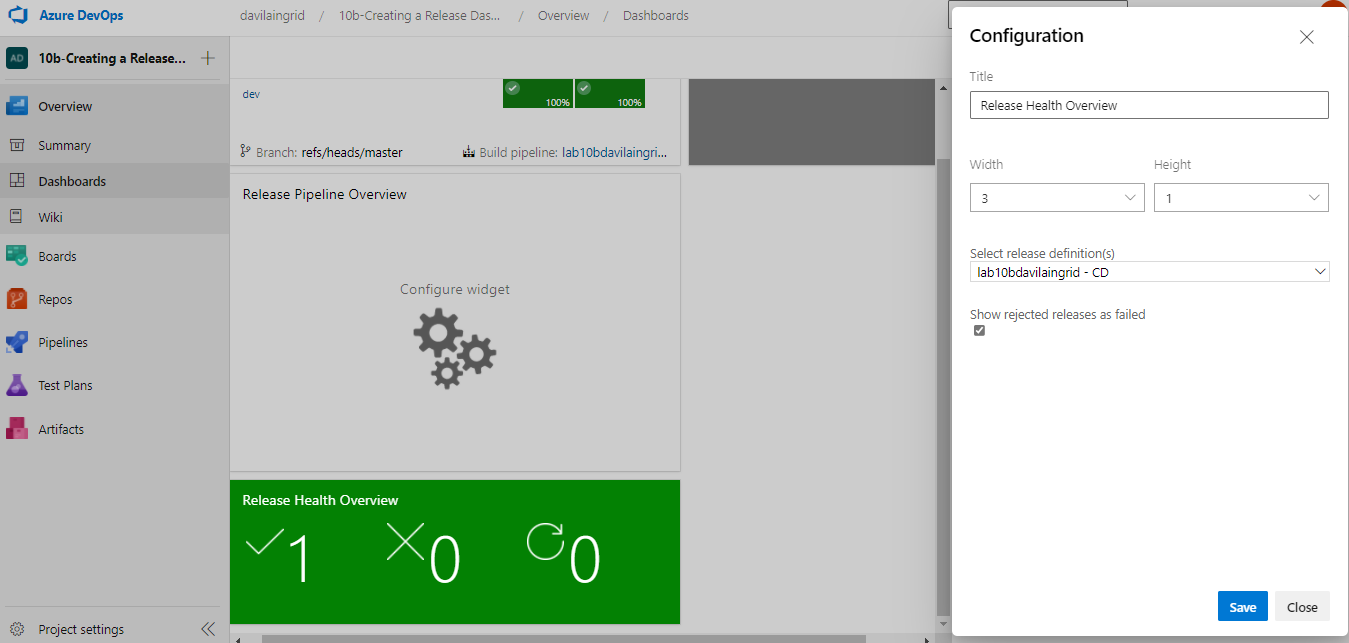 Azure DevOps
davilaingrid / 10b-Creating a Release Das... / Overview / Dashboards
AD 10b-Creating a Release...
Overview
Summary
Dashboards
Wiki
Boards
Repos
Pipelines
Test Plans
Artifacts
Project settings
dev
100% 100%
Branch: refs/heads/master Build pipeline: lab10bdavilaingri...
Release Pipeline Overview
Configure widget
Release Health Overview
1 0 0
Configuration
Title
Release Health Overview
Width Height
3 1
Select release definition(s)
lab10bdavilaingrid - CD
Show rejected releases as failed
Save Close